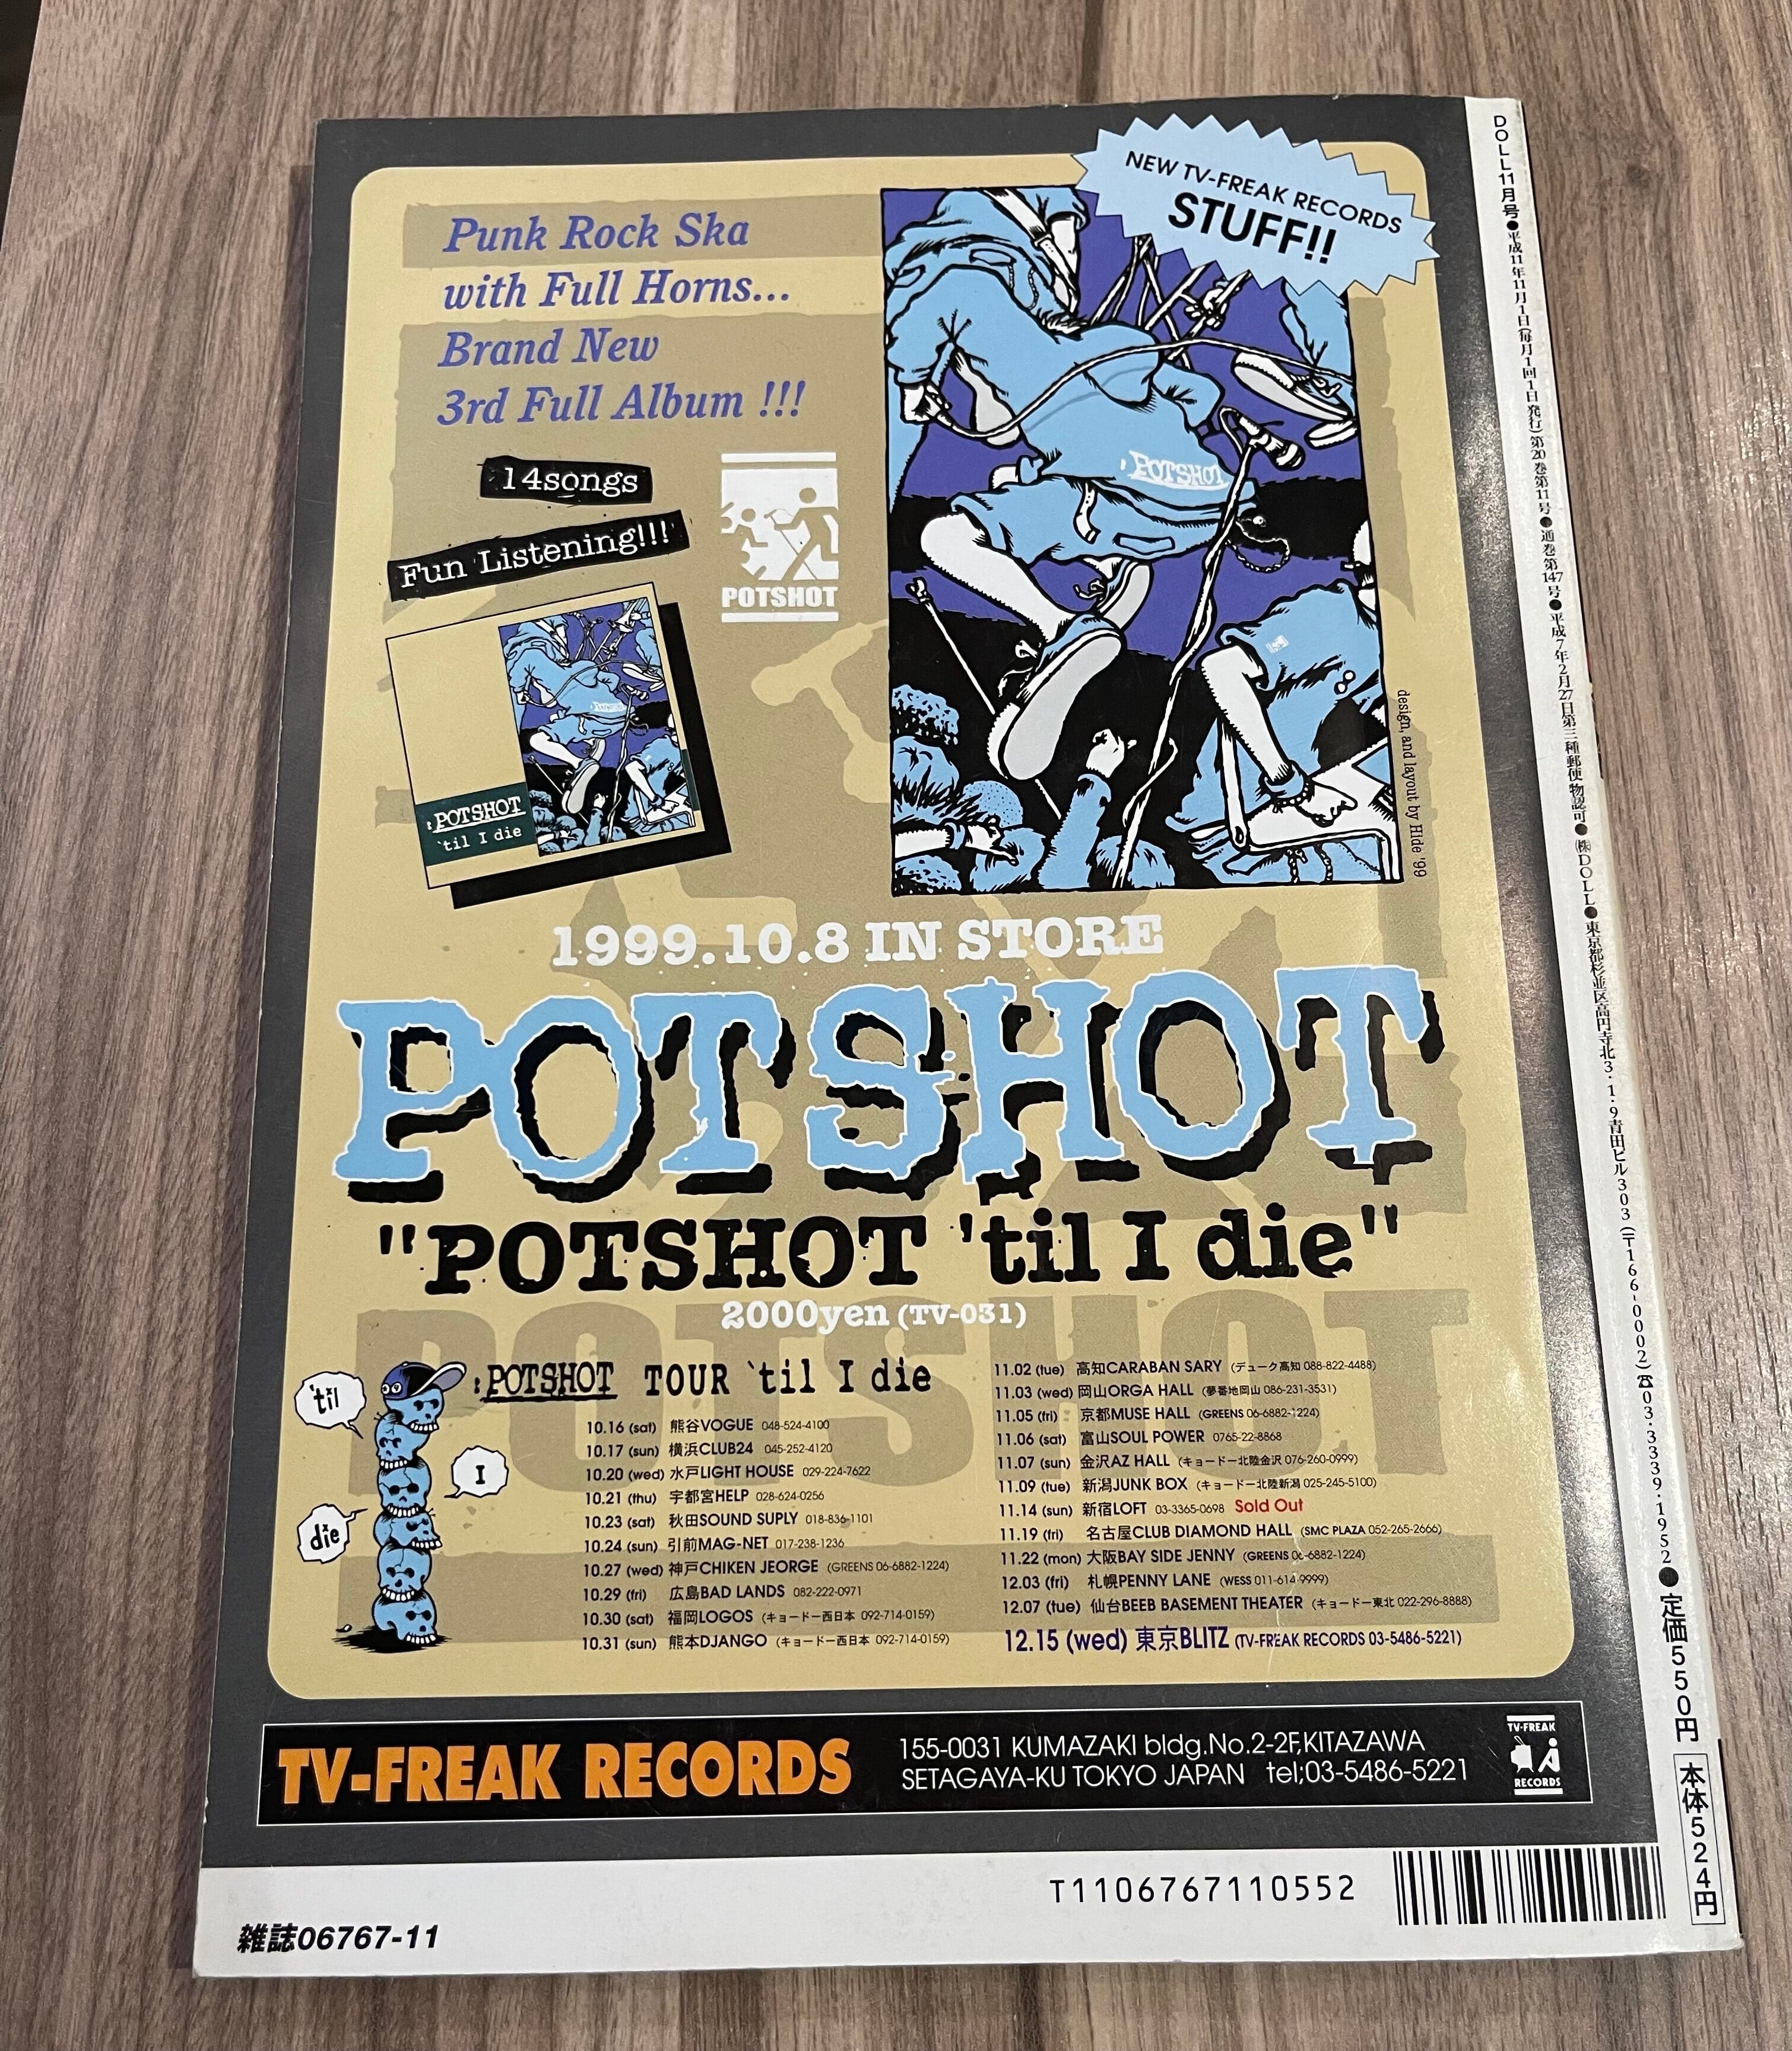 NEW TV-FREAK RECORDS
STUFF!!
Punk Rock Ska
with Full Horns...
Brand New
3rd Full Album !!!
14songs
Fun Listening!!!
POTSHOT
:POTSHOT
:POTSHOT
'til I die
design, and layout by Hide '99
1999.10.8 IN STORE
POTSHOT
"POTSHOT 'til I die"
2000yen (TV-031)
POTSHOT
'til
I
die
:POTSHOT TOUR 'til I die
10.16 (sat) 熊谷VOGUE 048-524-4100
10.17 (sun) 横浜CLUB24 045-252-4120
10.20 (wed) 水戸LIGHT HOUSE 029-224-7622
10.21 (thu) 宇都宮HELP 028-624-0256
10.23 (sat) 秋田SOUND SUPLY 018-836-1101
10.24 (sun) 引前MAG-NET 017-238-1236
10.27 (wed) 神戸CHIKEN JEORGE (GREENS 06-6882-1224)
10.29 (fri) 広島BAD LANDS 082-222-0971
10.30 (sat) 福岡LOGOS (キョードー西日本 092-714-0159)
10.31 (sun) 熊本DJANGO (キョードー西日本 092-714-0159)
11.02 (tue) 高知CARABAN SARY (デューク高知 088-822-4488)
11.03 (wed) 岡山ORGA HALL (夢番地岡山 086-231-3531)
11.05 (fri) 京都MUSE HALL (GREENS 06-6882-1224)
11.06 (sat) 富山SOUL POWER 0765-22-8868
11.07 (sun) 金沢AZ HALL (キョードー北陸金沢 076-260-0999)
11.09 (tue) 新潟JUNK BOX (キョードー北陸新潟 025-245-5100)
11.14 (sun) 新宿LOFT 03-3365-0698 Sold Out
11.19 (fri) 名古屋CLUB DIAMOND HALL (SMC PLAZA 052-265-2666)
11.22 (mon) 大阪BAY SIDE JENNY (GREENS 06-6882-1224)
12.03 (fri) 札幌PENNY LANE (WESS 011-614-9999)
12.07 (tue) 仙台BEEB BASEMENT THEATER (キョードー東北 022-296-8888)
12.15 (wed) 東京BLITZ (TV-FREAK RECORDS 03-5486-5221)
TV-FREAK RECORDS
155-0031 KUMAZAKI bldg.No.2-2F,KITAZAWA
SETAGAYA-KU TOKYO JAPAN tel;03-5486-5221
TV-FREAK
RECORDS
T1106767110552
雑誌06767-11
DOLL11月号●平成11年11月1日(毎月1回1日発行)第20巻第11号●通巻第147号●平成7年2月27日第三種郵便物認可●㈱DOLL●東京都杉並区高円寺北3・1・9青田ビル303(〒166-0002)☎03・3339・1952●定価550円 本体524円